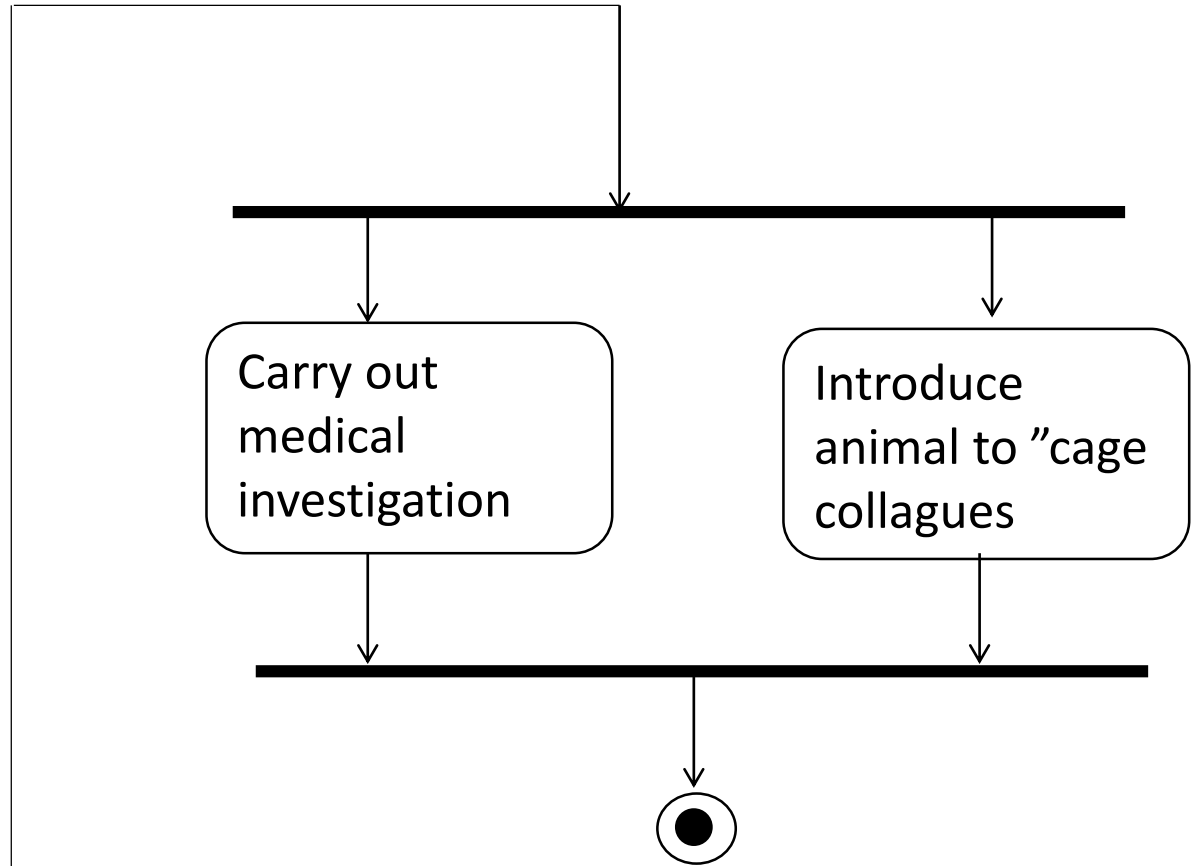 Carry out
medical
investigation
Introduce
animal to ”cage
collagues